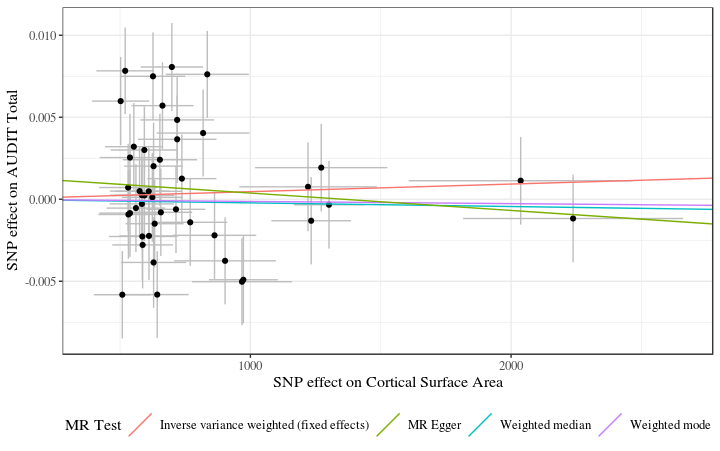 0.010
0.005
0.000
-0.005
SNP effect on AUDIT Total
1000
2000
SNP effect on Cortical Surface Area
MR Test
Inverse variance weighted (fixed effects)
MR Egger
Weighted median
Weighted mode